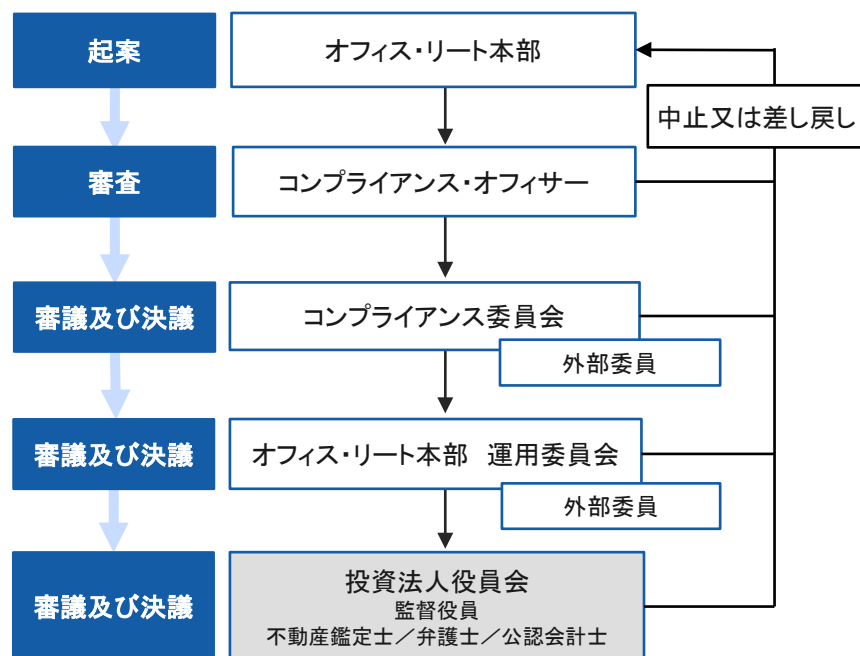 起案
オフィス・リート本部
中止又は差し戻し
審査
コンプライアンス・オフィサー
審議及び決議
コンプライアンス委員会
外部委員
審議及び決議
オフィス・リート本部 運用委員会
外部委員
審議及び決議
投資法人役員会
監督役員
不動産鑑定士／弁護士／公認会計士